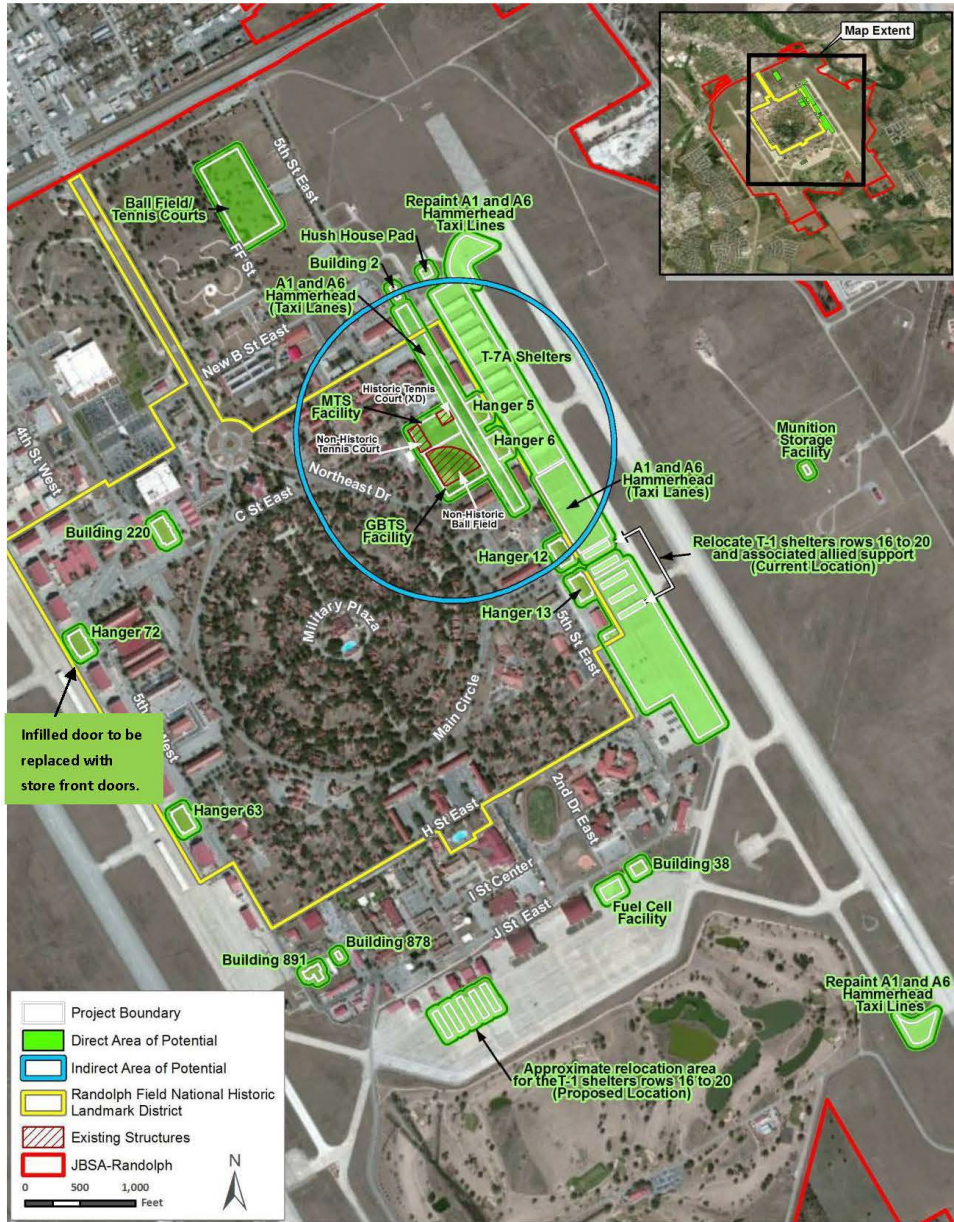 Map Extent
5th St East
Ball Field/
Tennis Courts
FF St
Repaint A1 and A6
Hammerhead
Taxi Lines
Hush House Pad
Building 2
A1 and A6
Hammerhead
(Taxi Lanes)
New B St East
T-7A Shelters
Historic Tennis
Court (XD)
MTS
Facility
Hanger 5
Non-Historic
Tennis Court
Hanger 6
4th St West
Munition
Storage
Facility
Northeast Dr
C St East
Non-Historic
Ball Field
GBTS
Facility
A1 and A6
Hammerhead
(Taxi Lanes)
Building 220
Hanger 12
Relocate T-1 shelters rows 16 to 20
and associated allied support
(Current Location)
Hanger 13
Military Plaza
5th St East
Hanger 72
Main Circle
5th
West
Infilled door to be
replaced with
store front doors.
Hanger 63
H St East
2nd Dr East
I St Center
J St East
Building 38
Fuel Cell
Facility
Building 878
Building 891
Repaint A1 and A6
Hammerhead
Taxi Lines
Approximate relocation area
for the T-1 shelters rows 16 to 20
(Proposed Location)
Project Boundary
Direct Area of Potential
Indirect Area of Potential
Randolph Field National Historic
Landmark District
Existing Structures
JBSA-Randolph
0 500 1,000
Feet
N